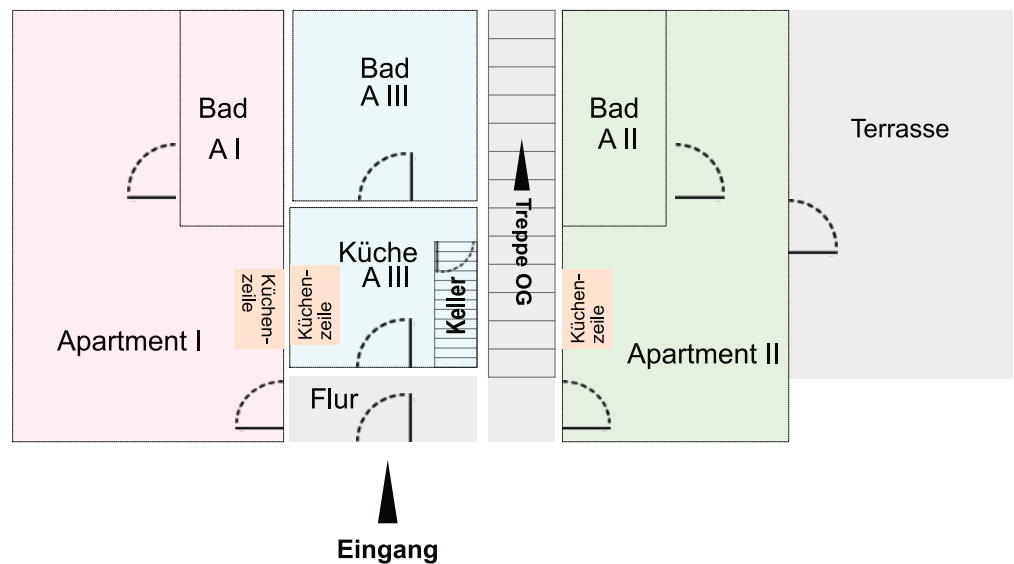 Bad
A I
Bad
A III
Bad
A II
Terrasse
Treppe OG
Küche
A III
Keller
Küchen-
zeile
Küchen-
zeile
Küchen-
zeile
Apartment I
Apartment II
Flur
Eingang